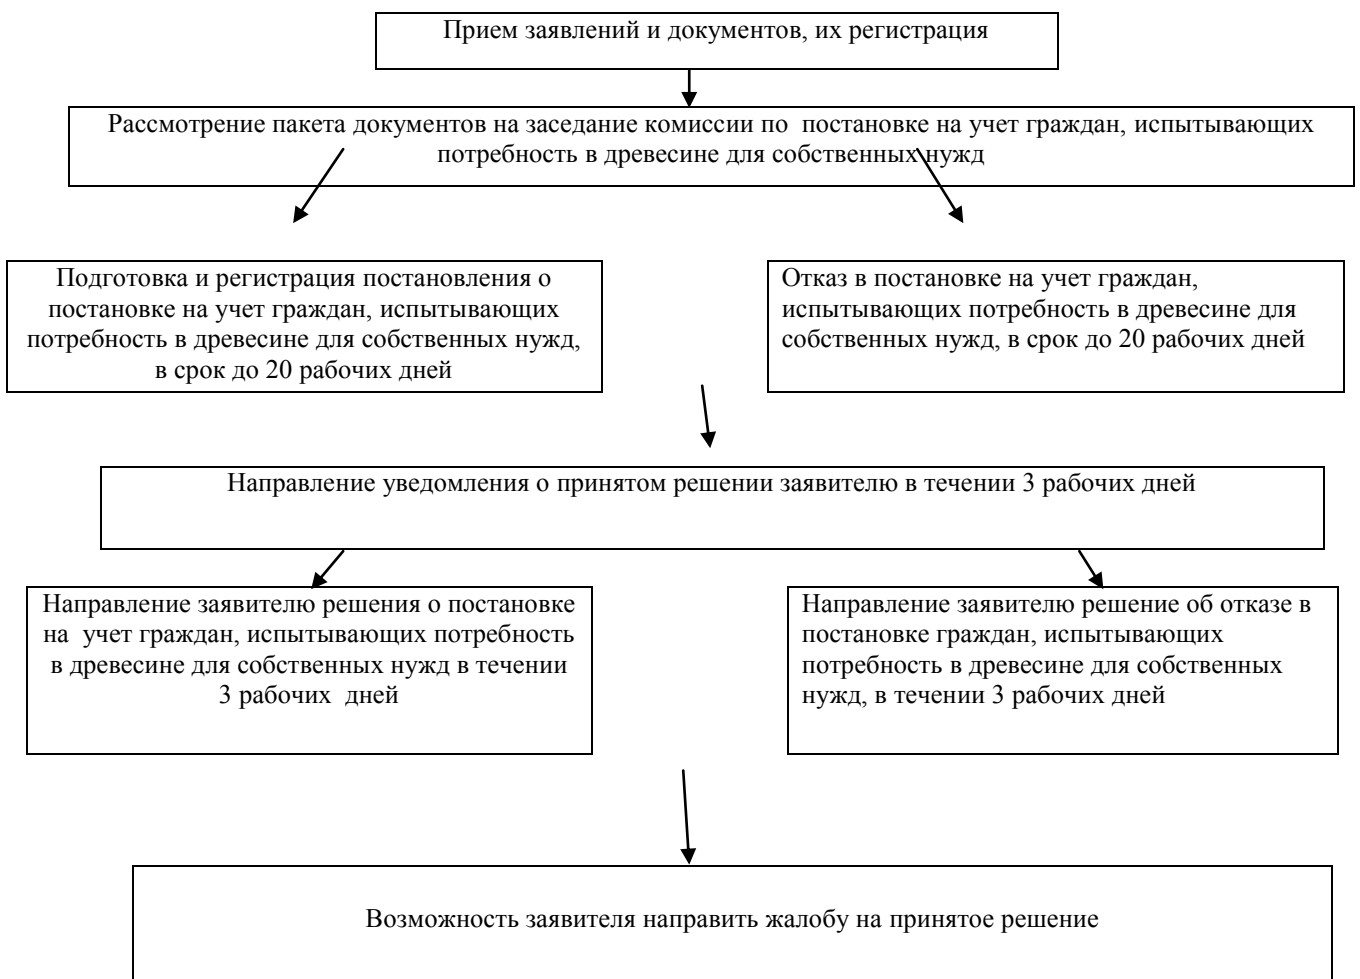 Прием заявлений и документов, их регистрация
Рассмотрение пакета документов на заседание комиссии по постановке на учет граждан, испытывающих
потребность в древесине для собственных нужд
Подготовка и регистрация постановления о
постановке на учет граждан, испытывающих
потребность в древесине для собственных нужд,
в срок до 20 рабочих дней
Отказ в постановке на учет граждан,
испытывающих потребность в древесине для
собственных нужд, в срок до 20 рабочих дней
Направление уведомления о принятом решении заявителю в течении 3 рабочих дней
Направление заявителю решения о постановке
на учет граждан, испытывающих потребность
в древесине для собственных нужд в течении
3 рабочих дней
Направление заявителю решение об отказе в
постановке граждан, испытывающих
потребность в древесине для собственных
нужд, в течении 3 рабочих дней
Возможность заявителя направить жалобу на принятое решение